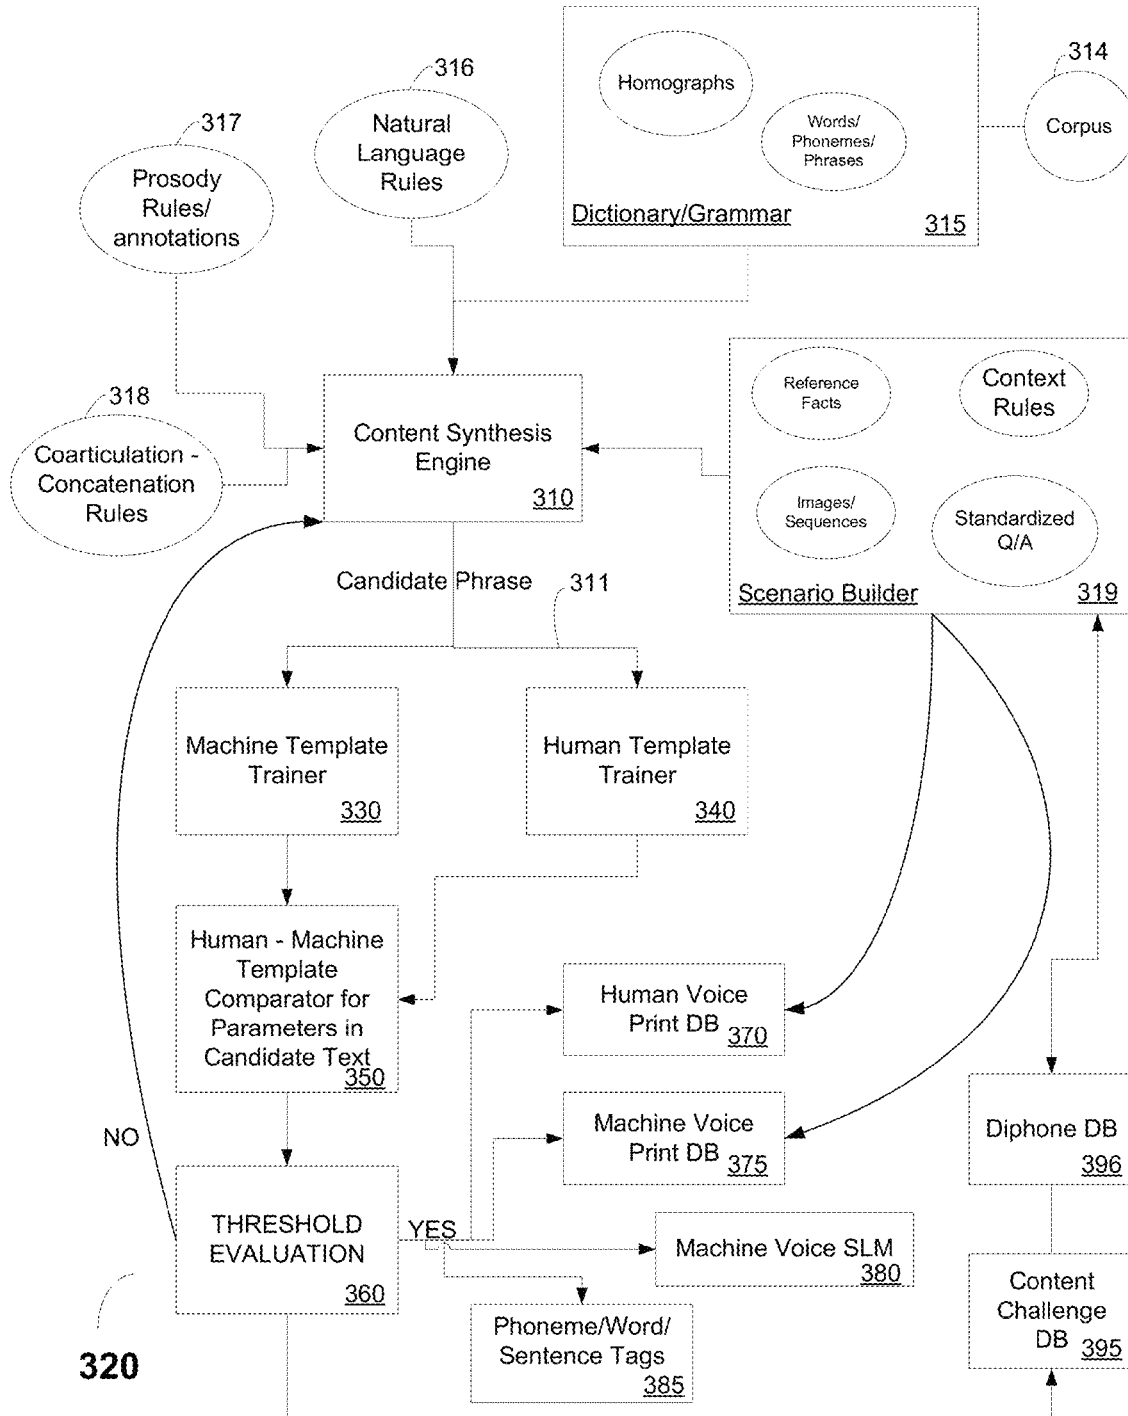 316
Natural
Language
Rules
317
Prosody
Rules/
annotations
Homographs
Words/
Phonemes/
Phrases
Dictionary/Grammar
315
314
Corpus
318
Coarticulation -
Concatenation
Rules
Content Synthesis
Engine
310
Reference
Facts
Context
Rules
Images/
Sequences
Standardized
Q/A
Scenario Builder
319
Candidate Phrase
311
Machine Template
Trainer
330
Human Template
Trainer
340
Human - Machine
Template
Comparator for
Parameters in
Candidate Text
350
Human Voice
Print DB
370
Machine Voice
Print DB
375
Diphone DB
396
NO
THRESHOLD
EVALUATION
360
YES
Machine Voice SLM
380
Phoneme/Word/
Sentence Tags
385
Content
Challenge
DB
395
320